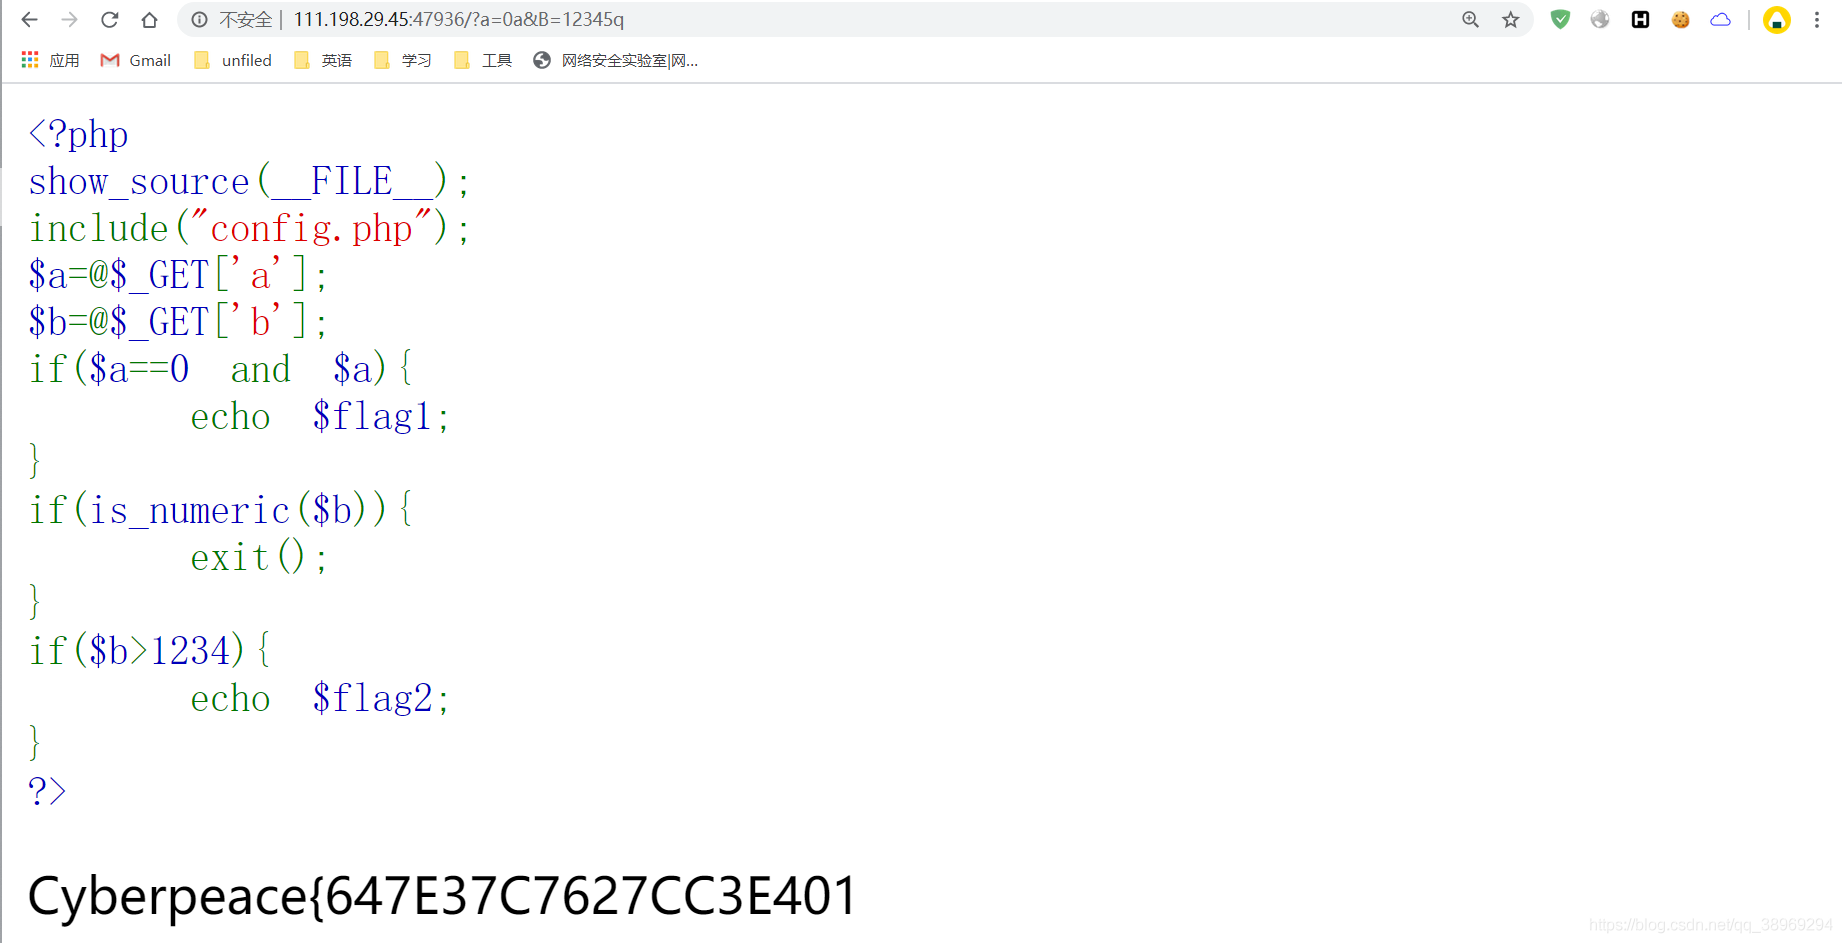 不安全 | 111.198.29.45:47936/?a=0a&B=12345q
应用 Gmail unfiled 英语 学习 工具 网络安全实验室|网...
<?php
show_source(__FILE__);
include("config.php");
$a=@$_GET['a'];
$b=@$_GET['b'];
if($a==0 and $a){
echo $flag1;
}
if(is_numeric($b)){
exit();
}
if($b>1234){
echo $flag2;
}
?>
Cyberpeace{647E37C7627CC3E401
https://blog.csdn.net/qq_38969294